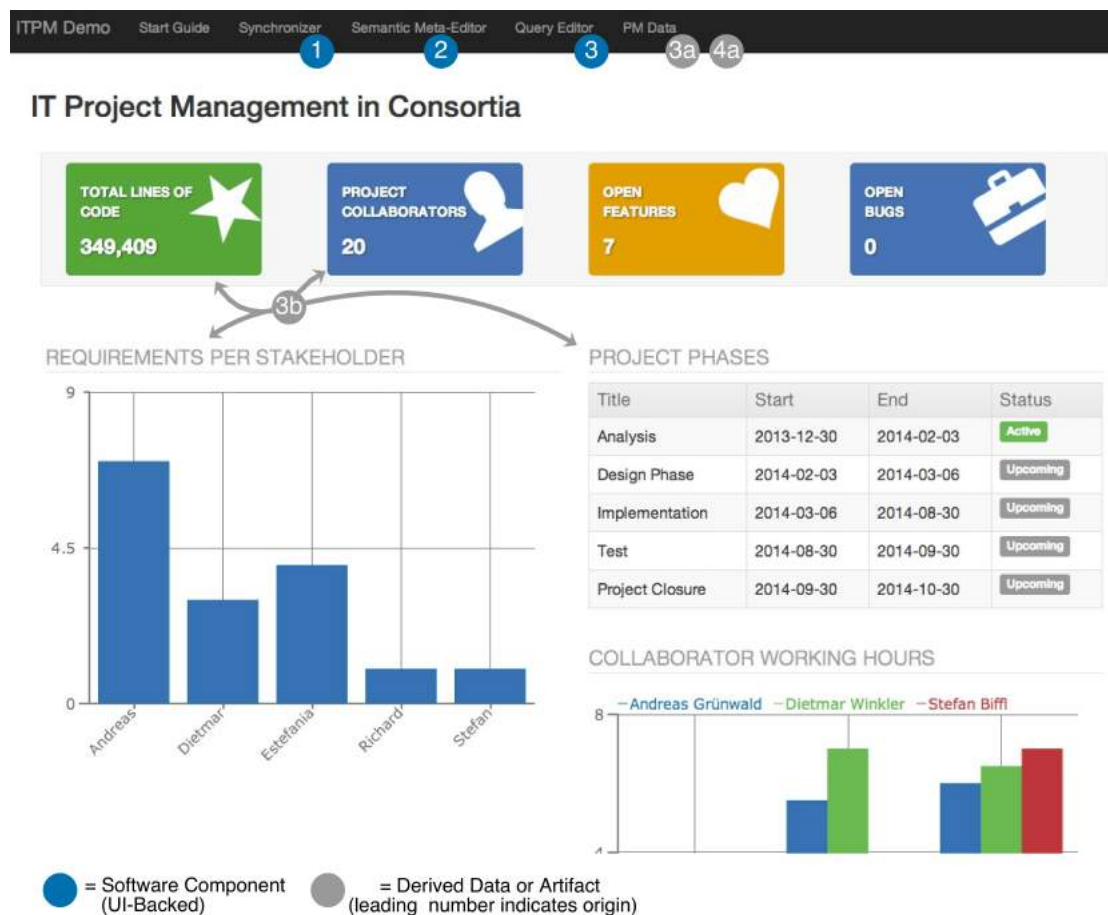 ITPM Demo Start Guide Synchronizer Semantic Meta-Editor Query Editor PM Data
1 2 3 3a 4a
IT Project Management in Consortia
TOTAL LINES OF
CODE
349,409
PROJECT
COLLABORATORS
20
OPEN
FEATURES
7
OPEN
BUGS
0
3b
REQUIREMENTS PER STAKEHOLDER
9
4.5
0
Andreas
Dietmar
Estefania
Richard
Stefan
PROJECT PHASES
Title Start End Status
Analysis 2013-12-30 2014-02-03 Active
Design Phase 2014-02-03 2014-03-06 Upcoming
Implementation 2014-03-06 2014-08-30 Upcoming
Test 2014-08-30 2014-09-30 Upcoming
Project Closure 2014-09-30 2014-10-30 Upcoming
COLLABORATOR WORKING HOURS
Andreas Grünwald Dietmar Winkler Stefan Biffl
8
4
= Software Component
(UI-Backed)
= Derived Data or Artifact
(leading number indicates origin)